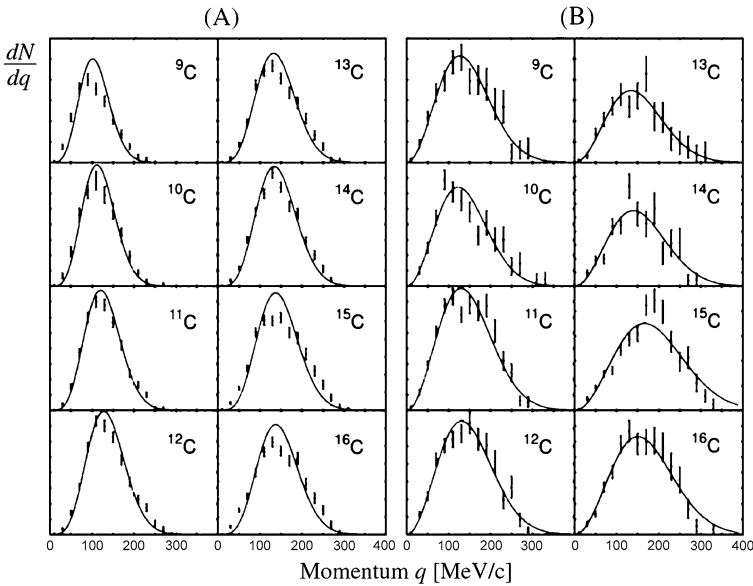 (A) (B)
dN
dq
⁹C ¹³C ⁹C ¹³C
¹⁰C ¹⁴C ¹⁰C ¹⁴C
¹¹C ¹⁵C ¹¹C ¹⁵C
¹²C ¹⁶C ¹²C ¹⁶C
0 100 200 300 0 100 200 300 400 0 100 200 300 0 100 200 300 400
Momentum q [MeV/c]